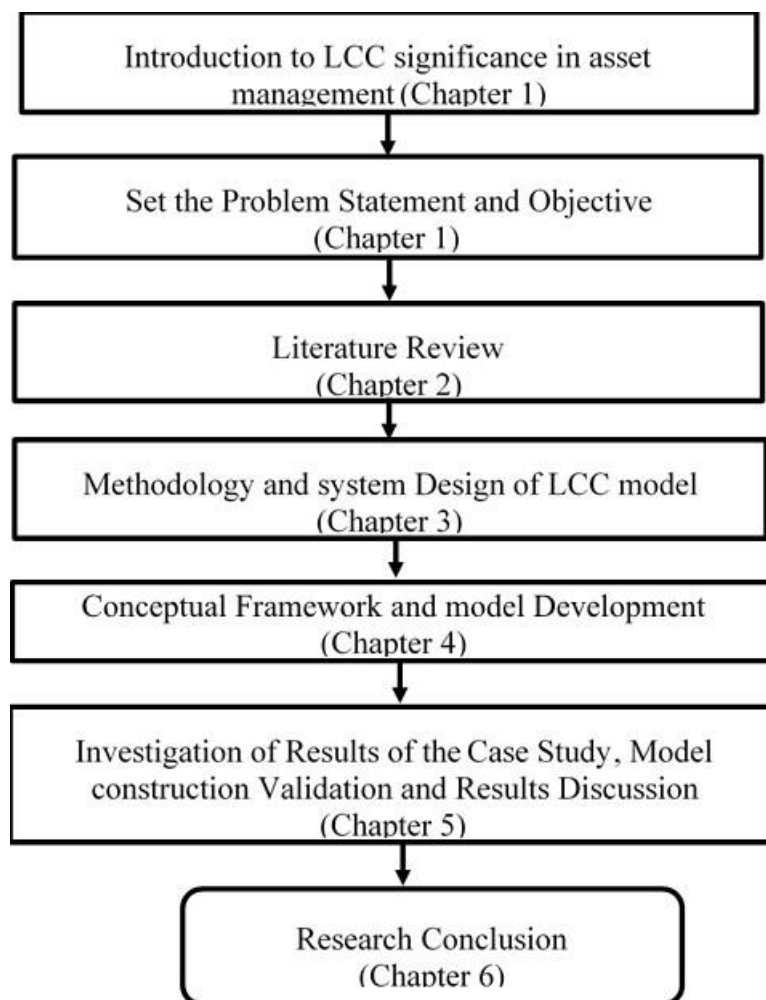 Introduction to LCC significance in asset
management (Chapter 1)
Set the Problem Statement and Objective
(Chapter 1)
Literature Review
(Chapter 2)
Methodology and system Design of LCC model
(Chapter 3)
Conceptual Framework and model Development
(Chapter 4)
Investigation of Results of the Case Study, Model
construction Validation and Results Discussion
(Chapter 5)
Research Conclusion
(Chapter 6)